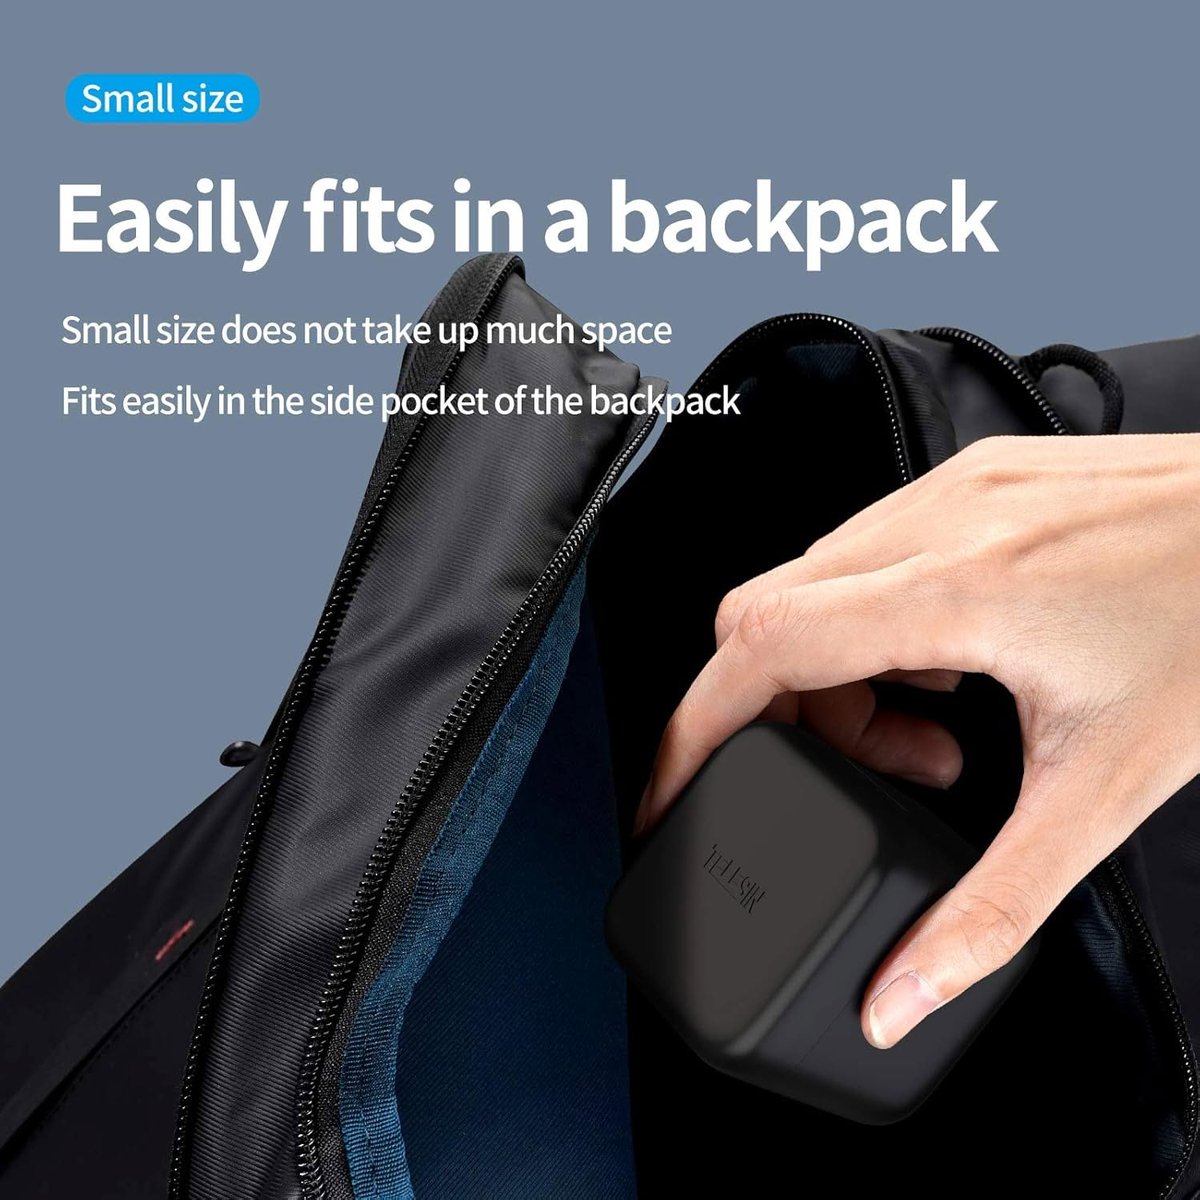 Small size
Easily fits in a backpack
Small size does not take up much space
Fits easily in the side pocket of the backpack
TELESIN